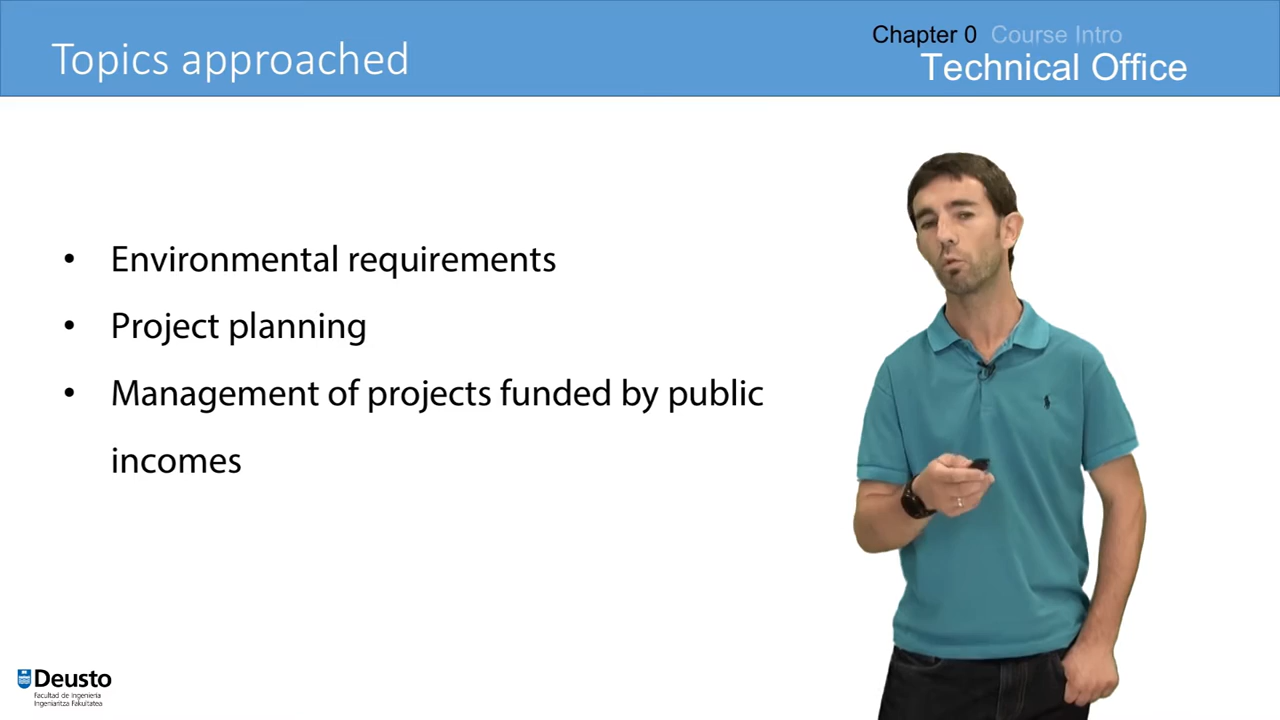 Topics approached
Chapter 0 Course Intro
Technical Office
• Environmental requirements
• Project planning
• Management of projects funded by public
incomes
Deusto
Facultad de Ingeniería
Ingeniaritza Fakultatea